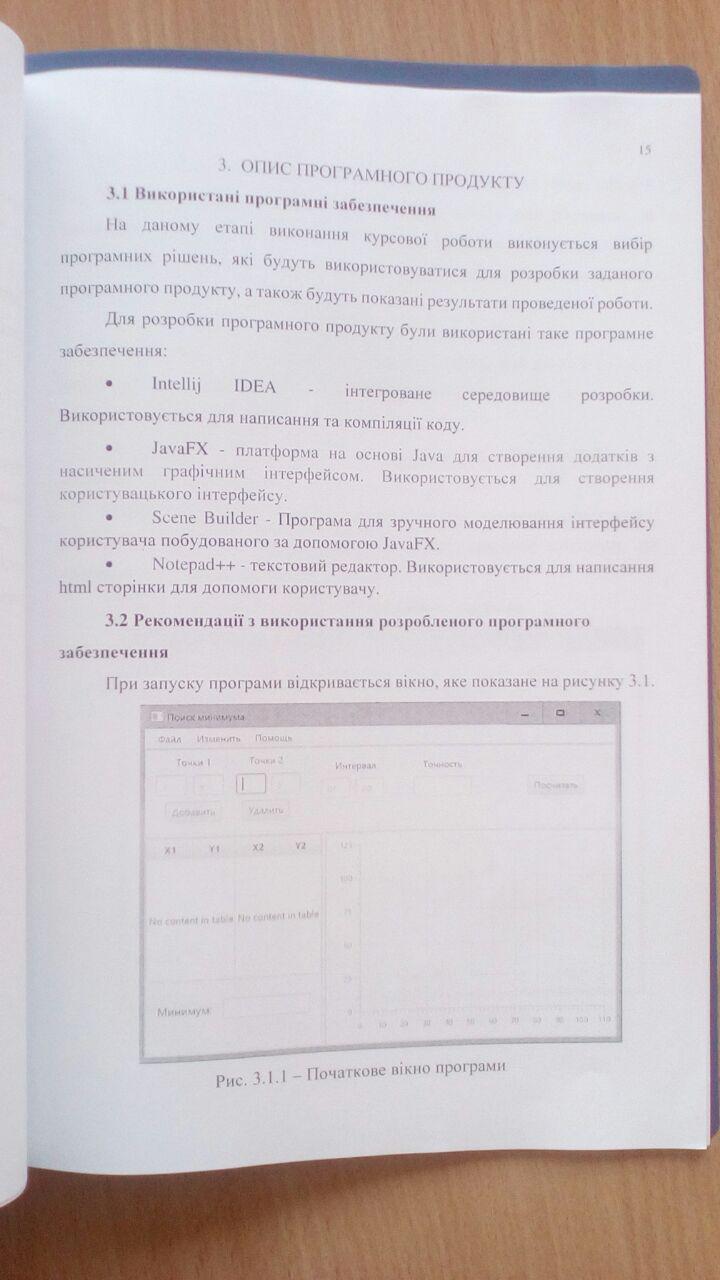 15
3. ОПИС ПРОГРАМНОГО ПРОДУКТУ
3.1 Використані програмні забезпечення
На даному етапі виконання курсової роботи виконується вибір
програмних рішень, які будуть використовуватися для розробки заданого
програмного продукту, а також будуть показані результати проведеної роботи.
Для розробки програмного продукту були використані таке програмне
забезпечення:
• Intellij IDEA - інтегроване середовище розробки.
Використовується для написання та компіляції коду.
• JavaFX - платформа на основі Java для створення додатків з
насиченим графічним інтерфейсом. Використовується для створення
користувацького інтерфейсу.
• Scene Builder - Програма для зручного моделювання інтерфейсу
користувача побудованого за допомогою JavaFX.
• Notepad++ - текстовий редактор. Використовується для написання
html сторінки для допомоги користувачу.
3.2 Рекомендації з використання розробленого програмного
забезпечення
При запуску програми відкривається вікно, яке показане на рисунку 3.1.
Поиск минимума
Файл Изменить Помощь
Точки 1 Точки 2 Интервал Точность
Посчитать
Добавить Удалить
X1 Y1 X2 Y2
No content in table No content in table
Минимум:
125
100
75
50
25
0
0 10 20 30 40 50 60 70 80 90 100 110
Рис. 3.1.1 – Початкове вікно програми